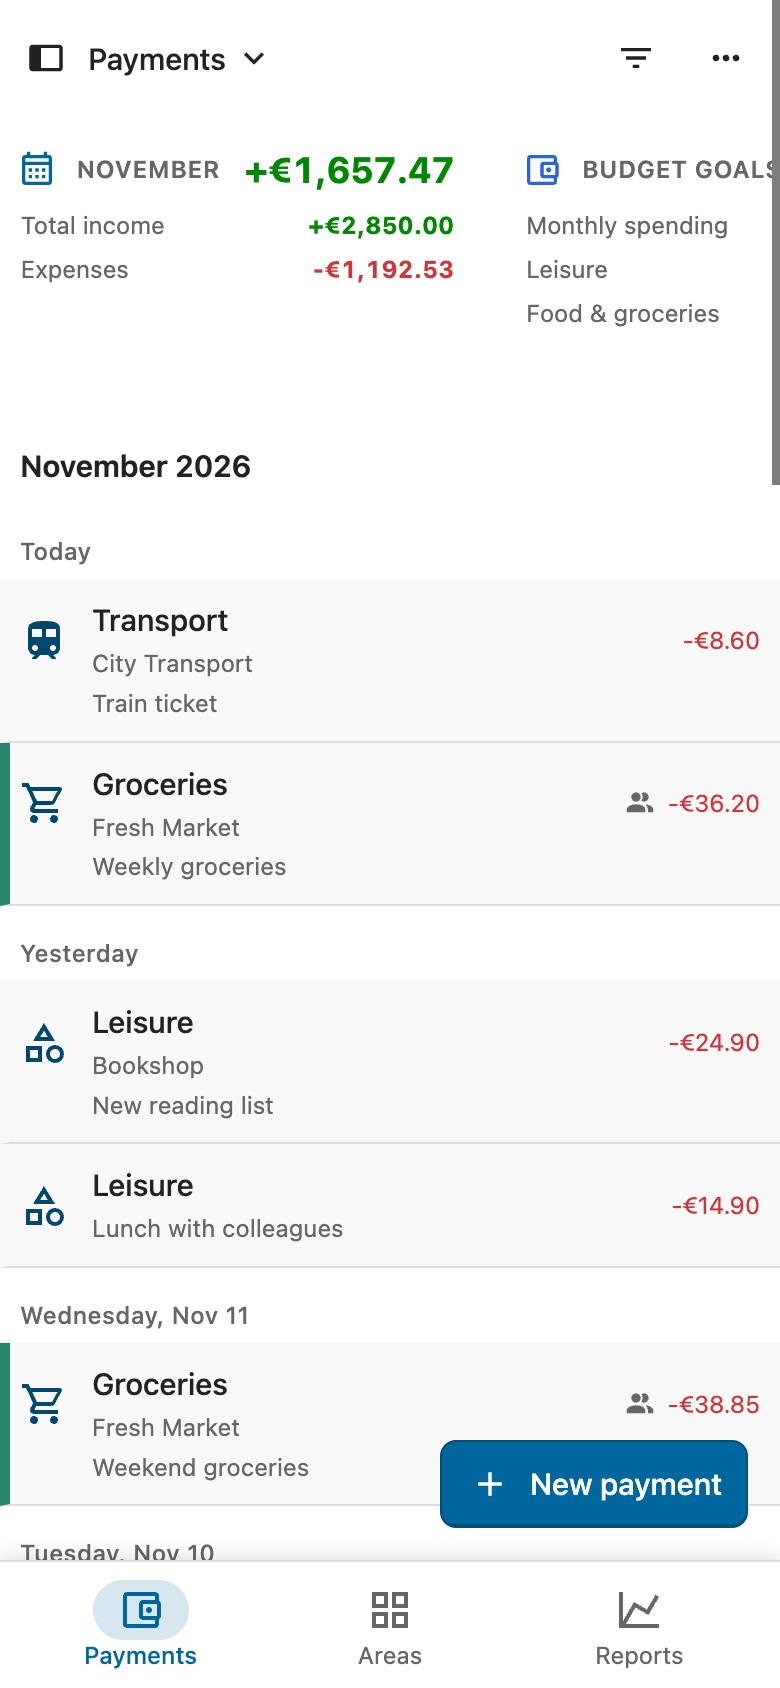 Payments
NOVEMBER +€1,657.47
Total income +€2,850.00
Expenses -€1,192.53
BUDGET GOALS
Monthly spending
Leisure
Food & groceries
November 2026
Today
Transport
City Transport
Train ticket
-€8.60
Groceries
Fresh Market
Weekly groceries
-€36.20
Yesterday
Leisure
Bookshop
New reading list
-€24.90
Leisure
Lunch with colleagues
-€14.90
Wednesday, Nov 11
Groceries
Fresh Market
Weekend groceries
-€38.85
+ New payment
Tuesday, Nov 10
Payments
Areas
Reports